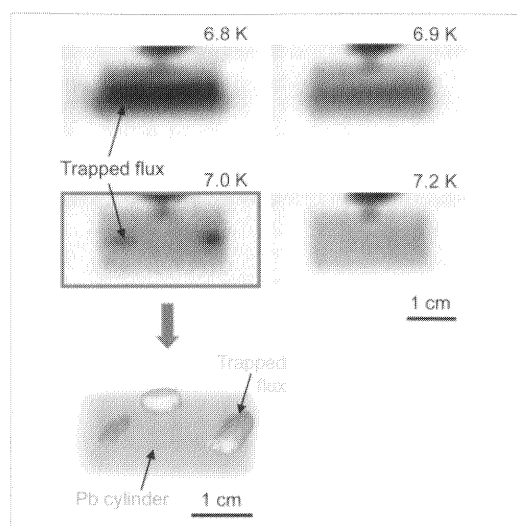 6.8 K
6.9 K
Trapped flux
7.0 K
7.2 K
1 cm
Trapped
flux
Pb cylinder
1 cm